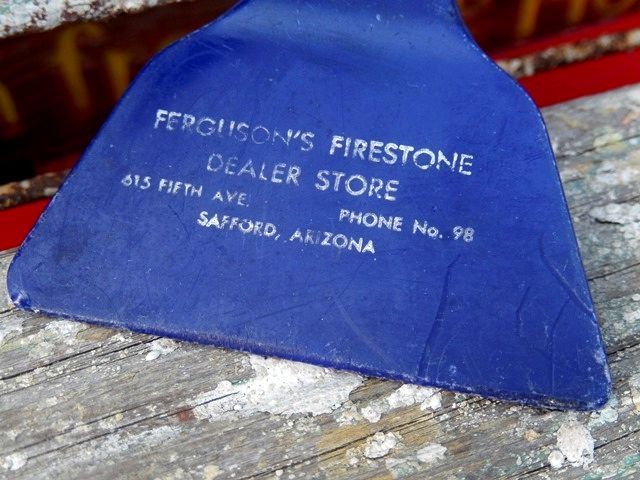 FERGUSON'S FIRESTONE
DEALER STORE
615 FIFTH AVE. PHONE No. 98
SAFFORD, ARIZONA